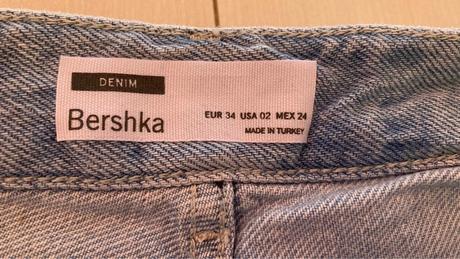 DENIM
Bershka
EUR 34 USA 02 MEX 24
MADE IN TURKEY